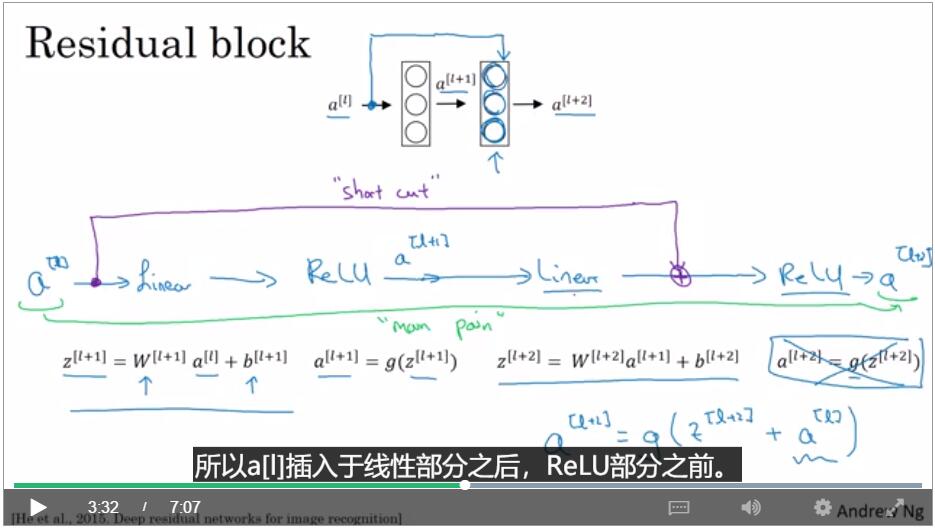 Residual block
a^[l] a^[l+1] a^[l+2]
"short cut"
a^[l] → Linear → ReLU a^[l+1] → Linear → ReLU → a^[l+2]
"main path"
z^[l+1] = W^[l+1] a^[l] + b^[l+1] a^[l+1] = g(z^[l+1]) z^[l+2] = W^[l+2]a^[l+1] + b^[l+2] a^[l+2] = g(z^[l+2])
a^[l+2] = g(z^[l+2] + a^[l])
所以a[l]插入于线性部分之后，ReLU部分之前。
3:32 / 7:07
[He et al., 2015. Deep residual networks for image recognition]
Andrew Ng